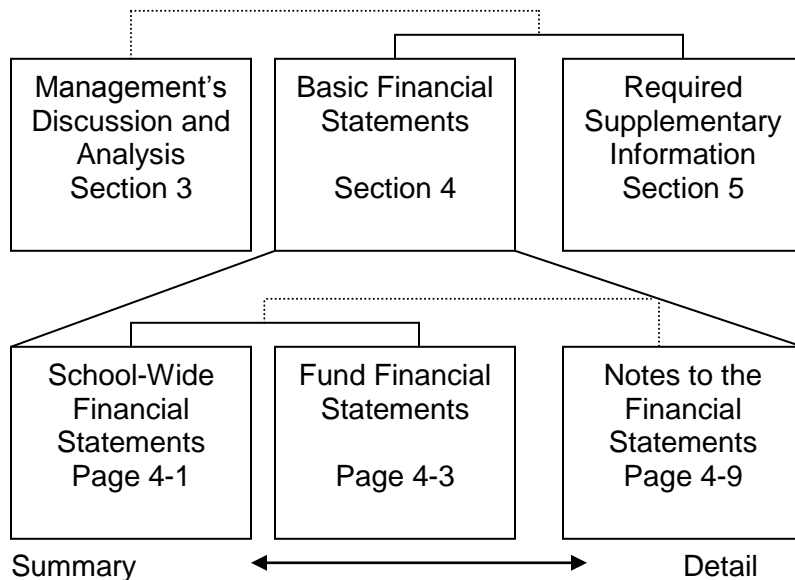 Management’s
Discussion and
Analysis
Section 3
Basic Financial
Statements
Section 4
Required
Supplementary
Information
Section 5
School-Wide
Financial
Statements
Page 4-1
Fund Financial
Statements
Page 4-3
Notes to the
Financial
Statements
Page 4-9
Summary
Detail